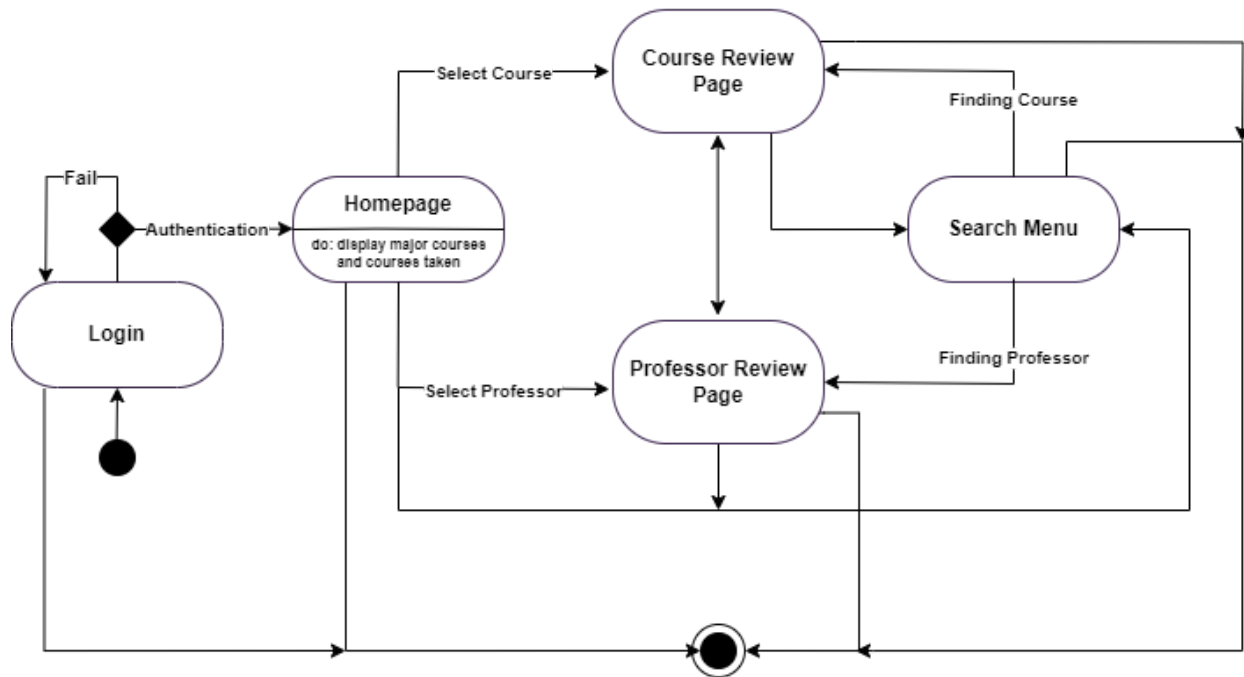 Course Review
Page
Select Course
Finding Course
Fail
Homepage
Authentication
do: display major courses
and courses taken
Search Menu
Login
Professor Review
Page
Finding Professor
Select Professor